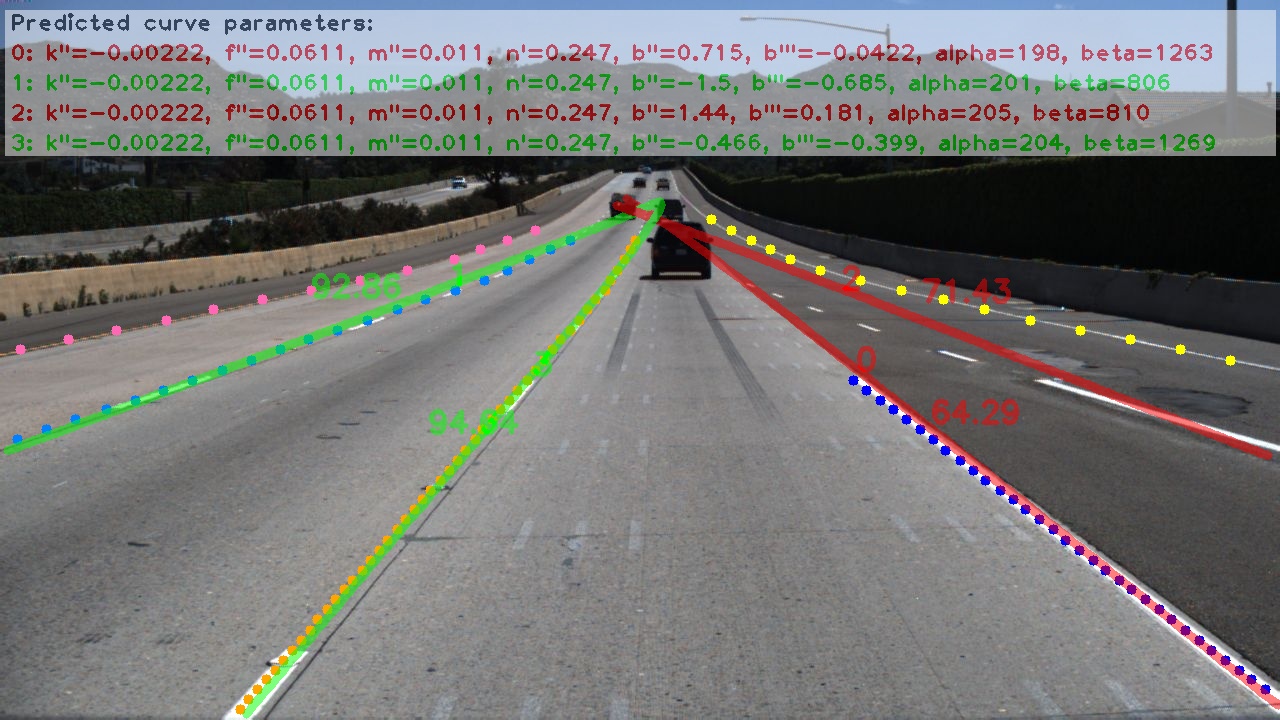 Predicted curve parameters:
0: k''=-0.00222, f''=0.0611, m''=0.011, n'=0.247, b''=0.715, b'''=-0.0422, alpha=198, beta=1263
1: k''=-0.00222, f''=0.0611, m''=0.011, n'=0.247, b''=-1.5, b'''=-0.685, alpha=201, beta=806
2: k''=-0.00222, f''=0.0611, m''=0.011, n'=0.247, b''=1.44, b'''=0.181, alpha=205, beta=810
3: k''=-0.00222, f''=0.0611, m''=0.011, n'=0.247, b''=-0.466, b'''=-0.399, alpha=204, beta=1269
1
92.86
2
71.43
0
64.29